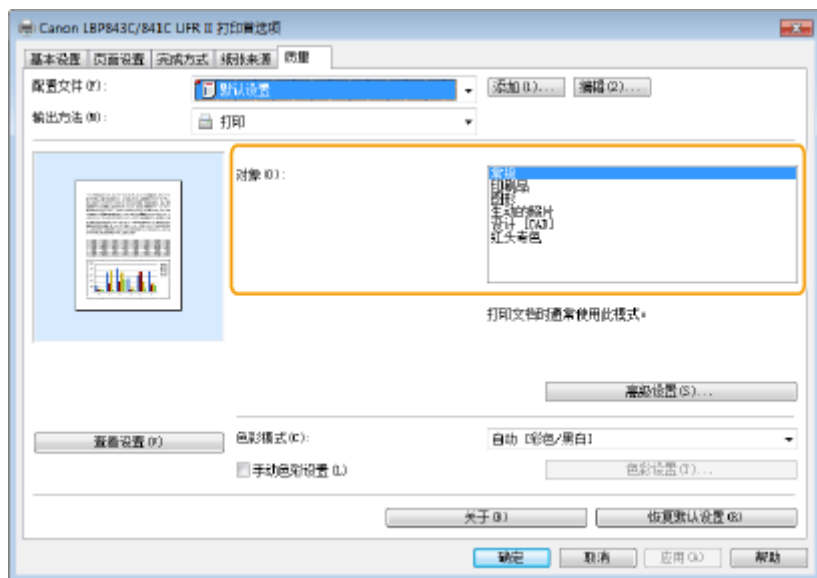 Canon LBP843C/841C UFR II 打印首选项
基本设置 页面设置 完成方式 纸张来源 质量
配置文件(F): 默认设置 添加(1)... 编辑(2)...
输出方法(M): 打印
对象(O):
常规
印刷品
图形
生动的照片
设计 [CAD]
红头着色
打印文档时通常使用此模式。
高级设置(S)...
查看设置(V) 色彩模式(C): 自动 [彩色/黑白]
手动色彩设置(L) 色彩设置(T)...
关于(B) 恢复默认设置(R)
确定 取消 应用(A) 帮助